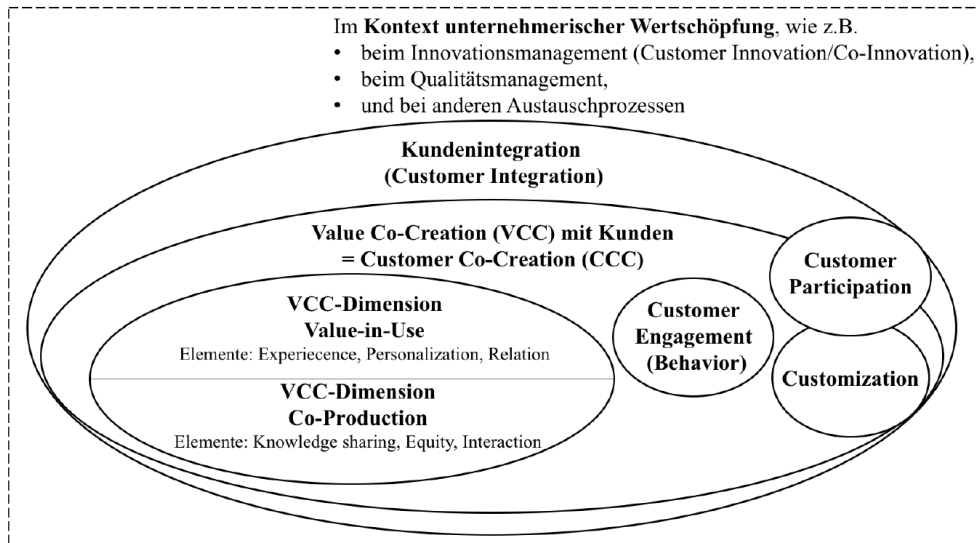 Im Kontext unternehmerischer Wertschöpfung, wie z.B.
• beim Innovationsmanagement (Customer Innovation/Co-Innovation),
• beim Qualitätsmanagement,
• und bei anderen Austauschprozessen
Kundenintegration
(Customer Integration)
Value Co-Creation (VCC) mit Kunden
= Customer Co-Creation (CCC)
VCC-Dimension
Value-in-Use
Elemente: Experiecence, Personalization, Relation
VCC-Dimension
Co-Production
Elemente: Knowledge sharing, Equity, Interaction
Customer
Engagement
(Behavior)
Customer
Participation
Customization